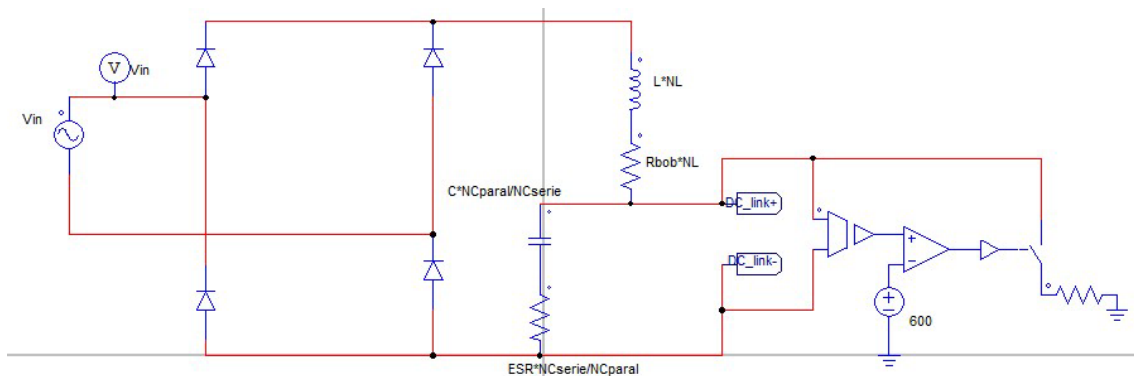 V Vin
Vin
L*NL
Rbob*NL
C*NCparal/NCserie
DC_link+
DC_link-
+
-
600
ESR*NCserie/NCparal